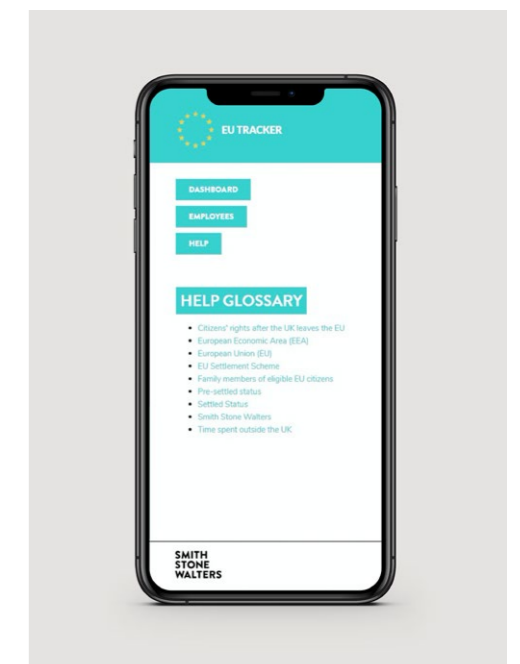 EU TRACKER
DASHBOARD
EMPLOYEES
HELP
HELP GLOSSARY
Citizens' rights after the UK leaves the EU
European Economic Area (EEA)
European Union (EU)
EU Settlement Scheme
Family members of eligible EU citizens
Pre-settled status
Settled Status
Smith Stone Walters
Time spent outside the UK
SMITH
STONE
WALTERS